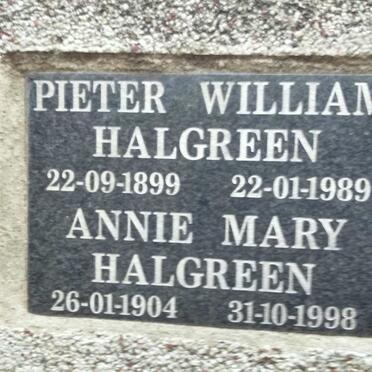 PIETER WILLIAM
HALGREEN
22-09-1899 22-01-1989
ANNIE MARY
HALGREEN
26-01-1904 31-10-1998